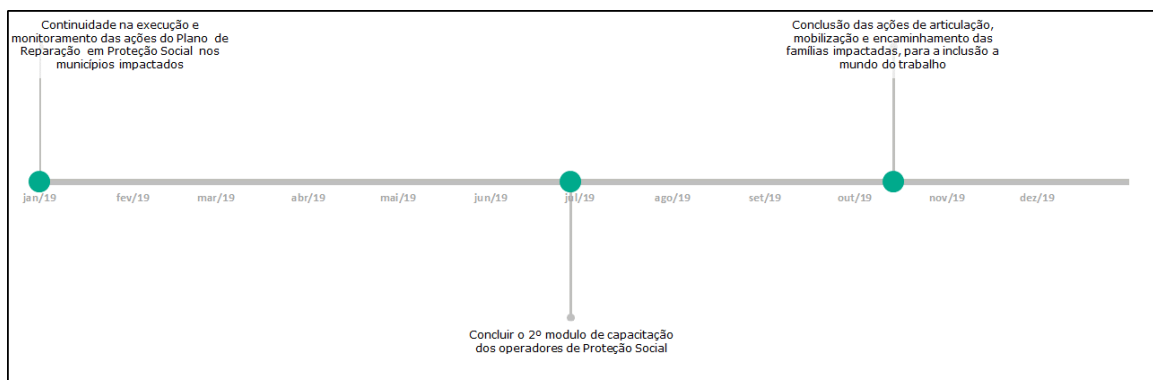 Continuidade na execução e
monitoramento das ações do Plano de
Reparação em Proteção Social nos
municípios impactados
Conclusão das ações de articulação,
mobilização e encaminhamento das
famílias impactadas, para a inclusão a
mundo do trabalho
jan/19 fev/19 mar/19 abr/19 mai/19 jun/19 jul/19 ago/19 set/19 out/19 nov/19 dez/19
Concluir o 2º modulo de capacitação
dos operadores de Proteção Social